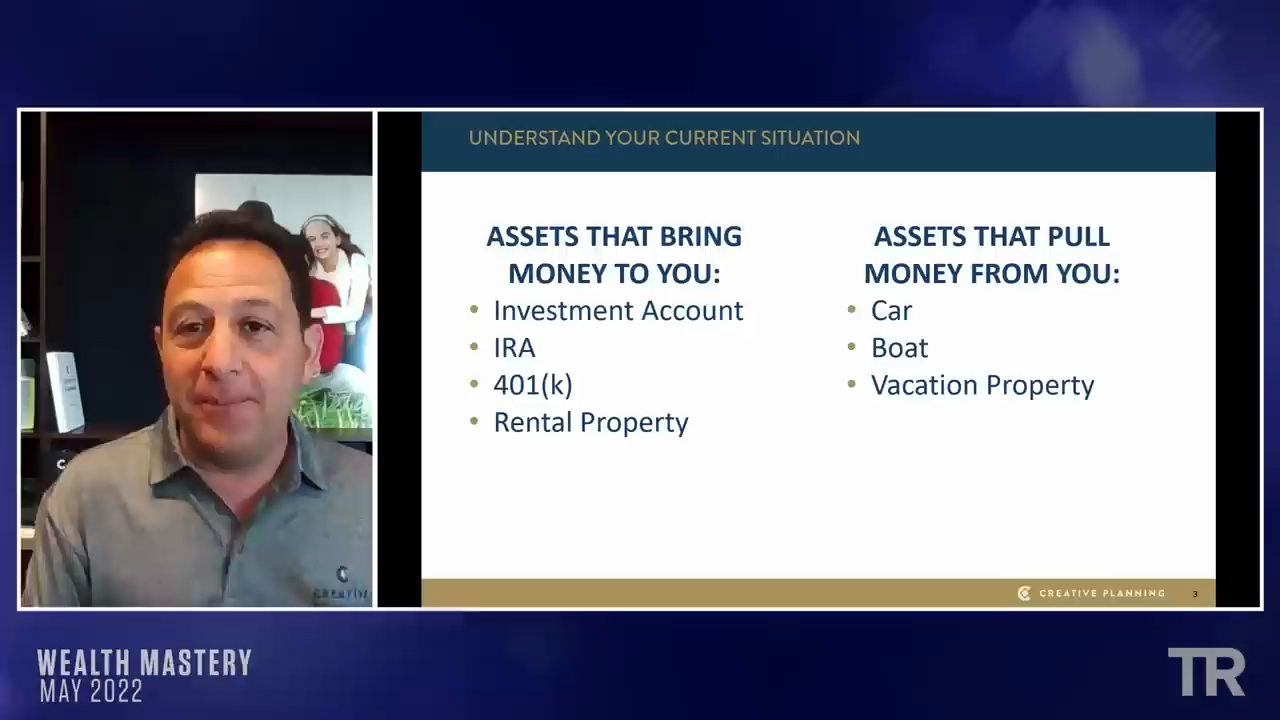 UNDERSTAND YOUR CURRENT SITUATION
ASSETS THAT BRING
MONEY TO YOU:
• Investment Account
• IRA
• 401(k)
• Rental Property
ASSETS THAT PULL
MONEY FROM YOU:
• Car
• Boat
• Vacation Property
CREATIVE PLANNING
3
WEALTH MASTERY
MAY 2022
TR